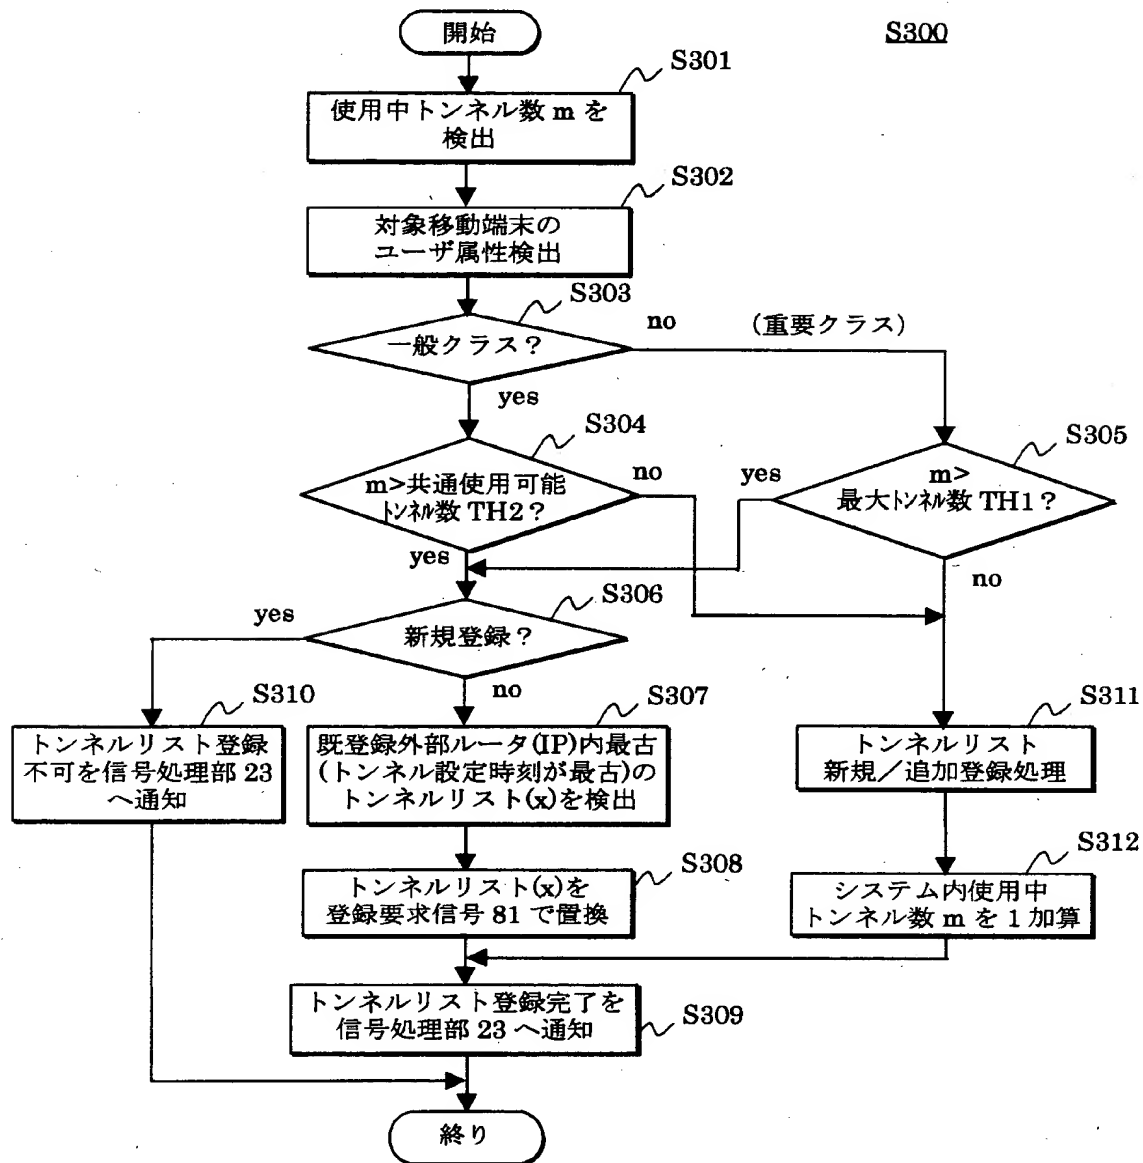 S300
開始
S301
使用中トンネル数 m を
検出
S302
対象移動端末の
ユーザ属性検出
S303
一般クラス?
no
(重要クラス)
yes
S304
m>共通使用可能
トンネル数 TH2?
no
yes
S305
m>
最大トンネル数 TH1?
yes
no
S306
新規登録?
yes
no
S310
トンネルリスト登録
不可を信号処理部 23
へ通知
S307
既登録外部ルータ(IP)内最古
(トンネル設定時刻が最古)の
トンネルリスト(x)を検出
S311
トンネルリスト
新規/追加登録処理
S308
トンネルリスト(x)を
登録要求信号 81 で置換
S312
システム内使用中
トンネル数 m を 1 加算
トンネルリスト登録完了を
信号処理部 23 へ通知
S309
終り